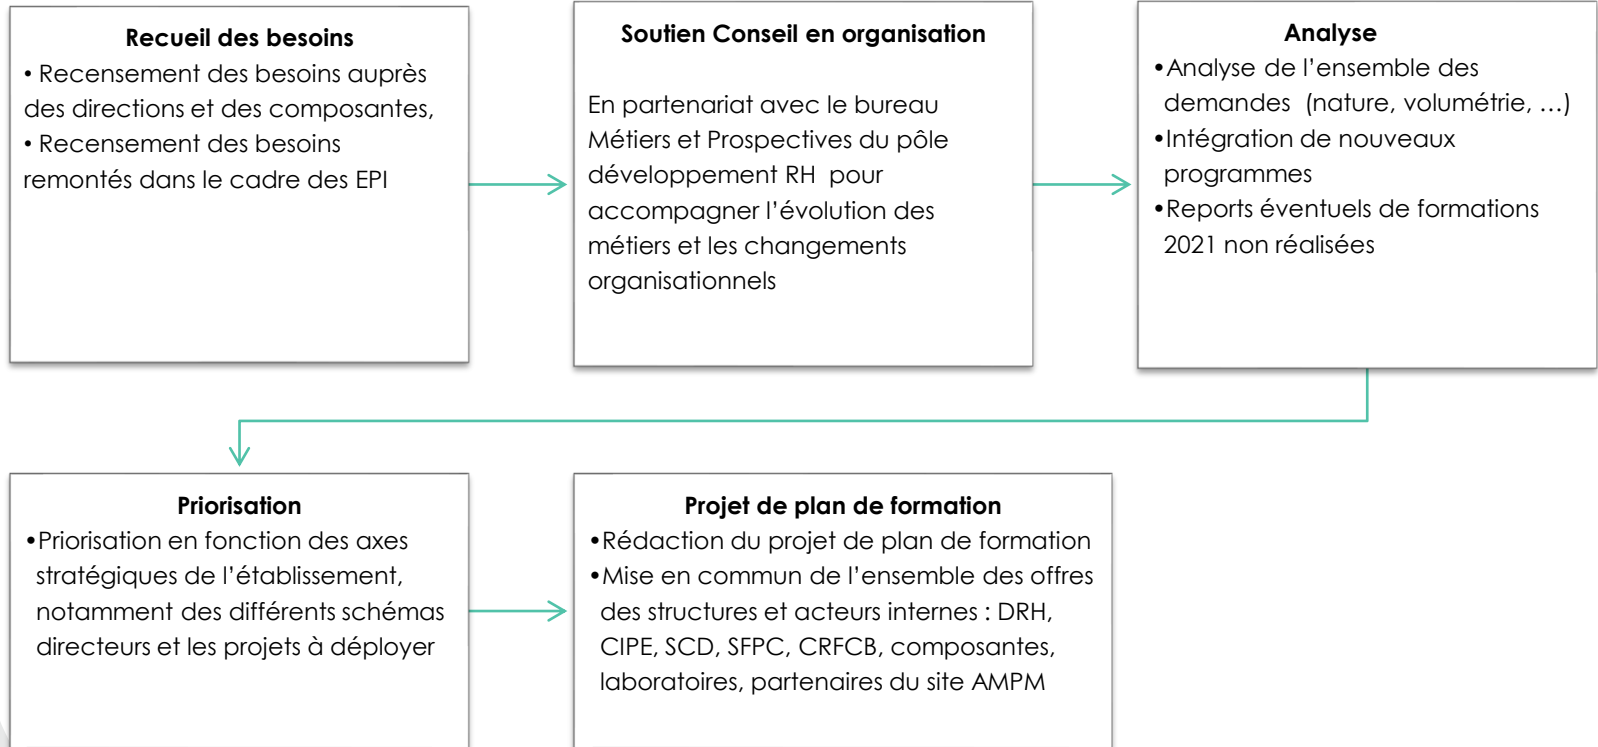 Recueil des besoins
• Recensement des besoins auprès
des directions et des composantes,
• Recensement des besoins
remontés dans le cadre des EPI
Soutien Conseil en organisation
En partenariat avec le bureau
Métiers et Prospectives du pôle
développement RH pour
accompagner l’évolution des
métiers et les changements
organisationnels
Analyse
•Analyse de l’ensemble des
demandes (nature, volumétrie, …)
•Intégration de nouveaux
programmes
•Reports éventuels de formations
2021 non réalisées
Priorisation
•Priorisation en fonction des axes
stratégiques de l’établissement,
notamment des différents schémas
directeurs et les projets à déployer
Projet de plan de formation
•Rédaction du projet de plan de formation
•Mise en commun de l’ensemble des offres
des structures et acteurs internes : DRH,
CIPE, SCD, SFPC, CRFCB, composantes,
laboratoires, partenaires du site AMPM